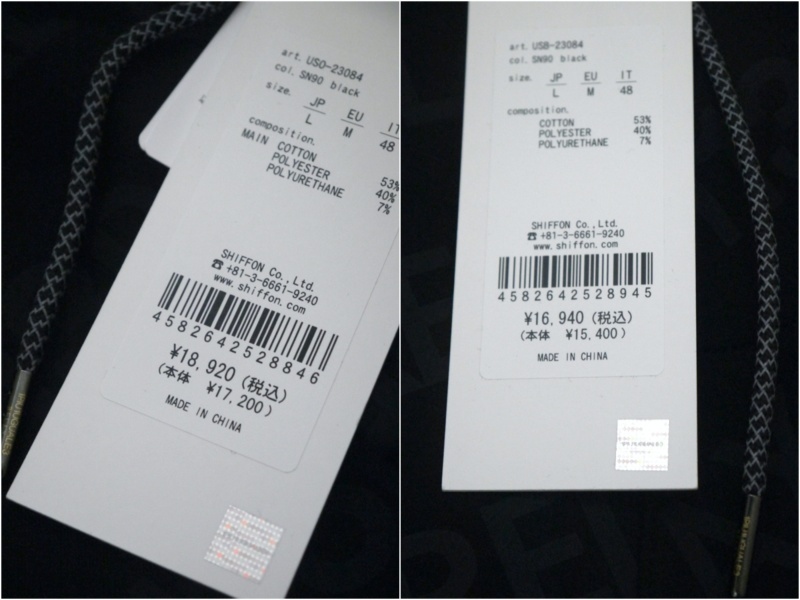 art. USO-23084
col. SN90 black
size. JP EU IT
L M 48
composition.
MAIN COTTON 53%
POLYESTER 40%
POLYURETHANE 7%
SHIFFON Co., Ltd.
☎ +81-3-6661-9240
www.shiffon.com
4582642528846
¥18,920 (税込)
(本体 ¥17,200)
MADE IN CHINA
art. USB-23084
col. SN90 black
size. JP EU IT
L M 48
composition.
COTTON 53%
POLYESTER 40%
POLYURETHANE 7%
SHIFFON Co., Ltd.
☎ +81-3-6661-9240
www.shiffon.com
4582642528945
¥16,940 (税込)
(本体 ¥15,400)
MADE IN CHINA